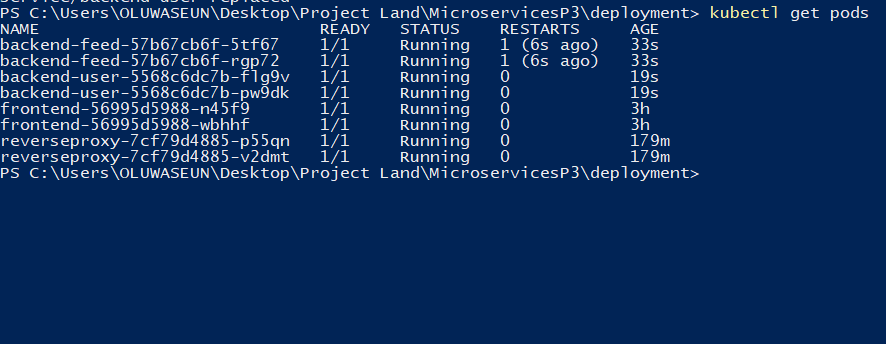 service/backend-user replaced
PS C:\Users\OLUWASEUN\Desktop\Project Land\MicroservicesP3\deployment> kubectl get pods
NAME READY STATUS RESTARTS AGE
backend-feed-57b67cb6f-5tf67 1/1 Running 1 (6s ago) 33s
backend-feed-57b67cb6f-rgp72 1/1 Running 1 (6s ago) 33s
backend-user-5568c6dc7b-flg9v 1/1 Running 0 19s
backend-user-5568c6dc7b-pw9dk 1/1 Running 0 19s
frontend-56995d5988-n45f9 1/1 Running 0 3h
frontend-56995d5988-wbhhf 1/1 Running 0 3h
reverseproxy-7cf79d4885-p55qn 1/1 Running 0 179m
reverseproxy-7cf79d4885-v2dmt 1/1 Running 0 179m
PS C:\Users\OLUWASEUN\Desktop\Project Land\MicroservicesP3\deployment>